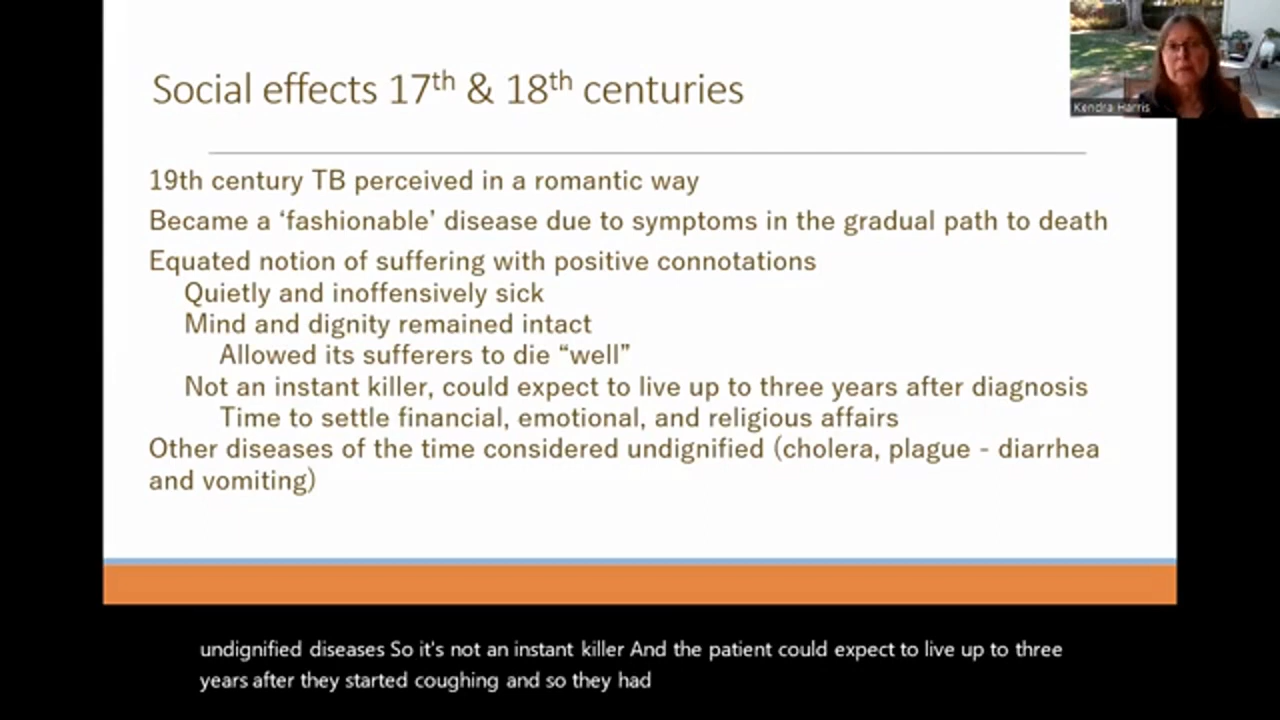 Social effects 17th & 18th centuries
Kendra Harris
19th century TB perceived in a romantic way
Became a ‘fashionable’ disease due to symptoms in the gradual path to death
Equated notion of suffering with positive connotations
Quietly and inoffensively sick
Mind and dignity remained intact
Allowed its sufferers to die “well”
Not an instant killer, could expect to live up to three years after diagnosis
Time to settle financial, emotional, and religious affairs
Other diseases of the time considered undignified (cholera, plague - diarrhea
and vomiting)
undignified diseases So it's not an instant killer And the patient could expect to live up to three
years after they started coughing and so they had